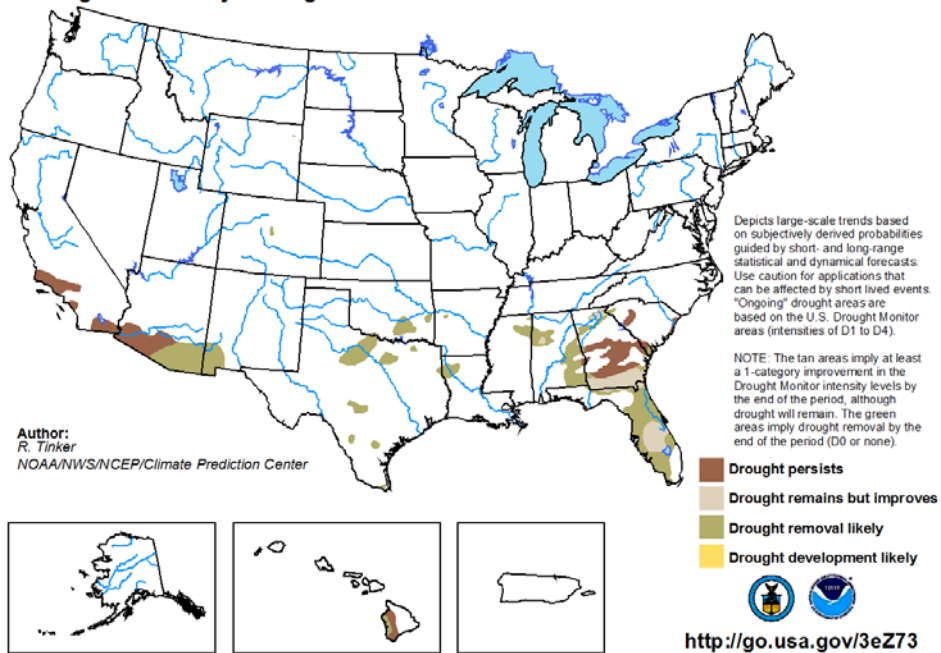 Depicts large-scale trends based
on subjectively derived probabilities
guided by short- and long-range
statistical and dynamical forecasts.
Use caution for applications that
can be affected by short lived events.
"Ongoing" drought areas are
based on the U.S. Drought Monitor
areas (intensities of D1 to D4).
NOTE: The tan areas imply at least
a 1-category improvement in the
Drought Monitor intensity levels by
the end of the period, although
drought will remain. The green
areas imply drought removal by the
end of the period (D0 or none).
Author:
R. Tinker
NOAA/NWS/NCEP/Climate Prediction Center
Drought persists
Drought remains but improves
Drought removal likely
Drought development likely
http://go.usa.gov/3eZ73